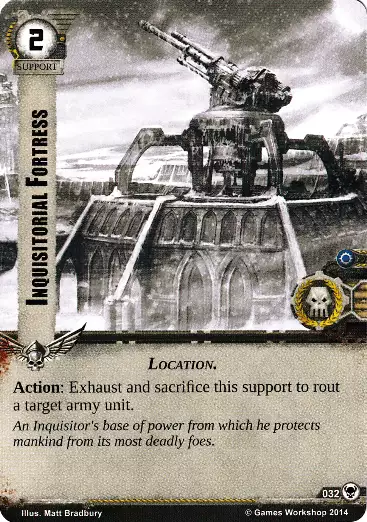 2
SUPPORT
INQUISITORIAL FORTRESS
LOCATION.
Action: Exhaust and sacrifice this support to rout
a target army unit.
An Inquisitor's base of power from which he protects
mankind from its most deadly foes.
032
Illus. Matt Bradbury
© Games Workshop 2014